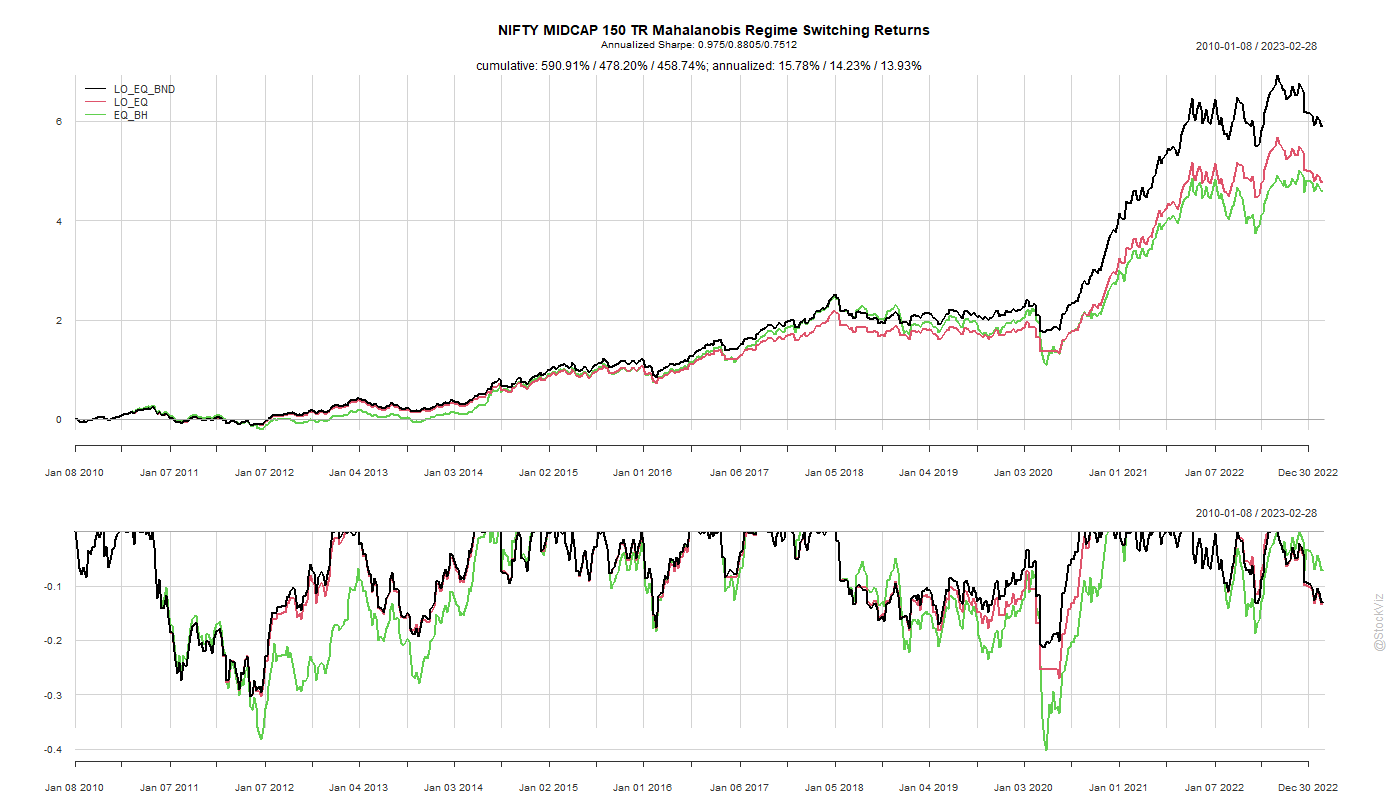 NIFTY MIDCAP 150 TR Mahalanobis Regime Switching Returns
Annualized Sharpe: 0.975/0.8805/0.7512
2010-01-08 / 2023-02-28
cumulative: 590.91% / 478.20% / 458.74%; annualized: 15.78% / 14.23% / 13.93%
LO_EQ_BND
LO_EQ
EQ_BH
6
4
2
0
Jan 08 2010 Jan 07 2011 Jan 07 2012 Jan 04 2013 Jan 03 2014 Jan 02 2015 Jan 01 2016 Jan 06 2017 Jan 05 2018 Jan 04 2019 Jan 03 2020 Jan 01 2021 Jan 07 2022 Dec 30 2022
2010-01-08 / 2023-02-28
-0.1
-0.2
-0.3
-0.4
Jan 08 2010 Jan 07 2011 Jan 07 2012 Jan 04 2013 Jan 03 2014 Jan 02 2015 Jan 01 2016 Jan 06 2017 Jan 05 2018 Jan 04 2019 Jan 03 2020 Jan 01 2021 Jan 07 2022 Dec 30 2022
@StockViz